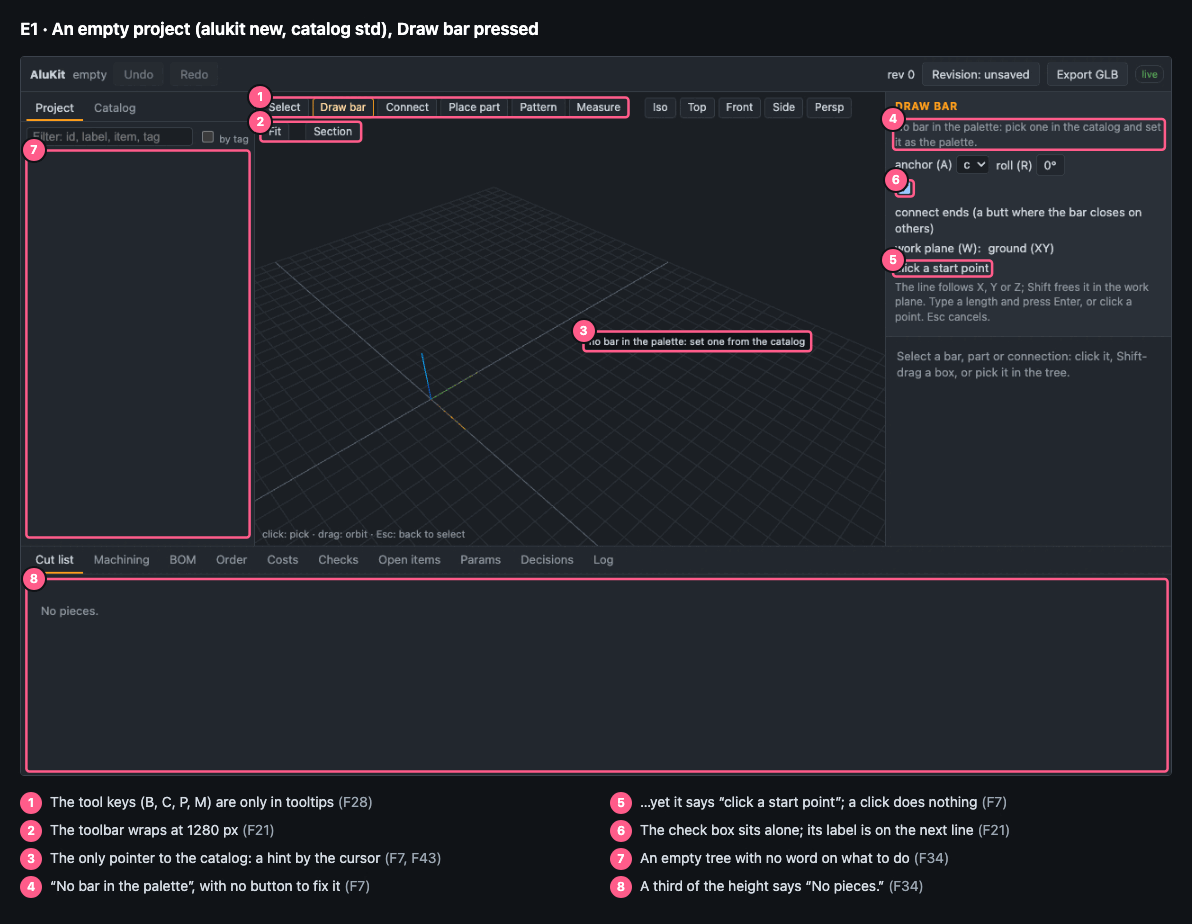 E1 · An empty project (alukit new, catalog std), Draw bar pressed
AluKit empty Undo Redo rev 0 Revision: unsaved Export GLB live
Project Catalog
1 Select Draw bar Connect Place part Pattern Measure Iso Top Front Side Persp
2 Fit Section
Filter: id, label, item, tag by tag
7
DRAW BAR
4 no bar in the palette: pick one in the catalog and set
it as the palette.
anchor (A) c roll (R) 0°
6
connect ends (a butt where the bar closes on
others)
work plane (W): ground (XY)
5 click a start point
The line follows X, Y or Z; Shift frees it in the work
plane. Type a length and press Enter, or click a
point. Esc cancels.
3 no bar in the palette: set one from the catalog
Select a bar, part or connection: click it, Shift-
drag a box, or pick it in the tree.
click: pick · drag: orbit · Esc: back to select
Cut list Machining BOM Order Costs Checks Open items Params Decisions Log
8
No pieces.
1 The tool keys (B, C, P, M) are only in tooltips (F28)
2 The toolbar wraps at 1280 px (F21)
3 The only pointer to the catalog: a hint by the cursor (F7, F43)
4 “No bar in the palette”, with no button to fix it (F7)
5 …yet it says “click a start point”; a click does nothing (F7)
6 The check box sits alone; its label is on the next line (F21)
7 An empty tree with no word on what to do (F34)
8 A third of the height says “No pieces.” (F34)